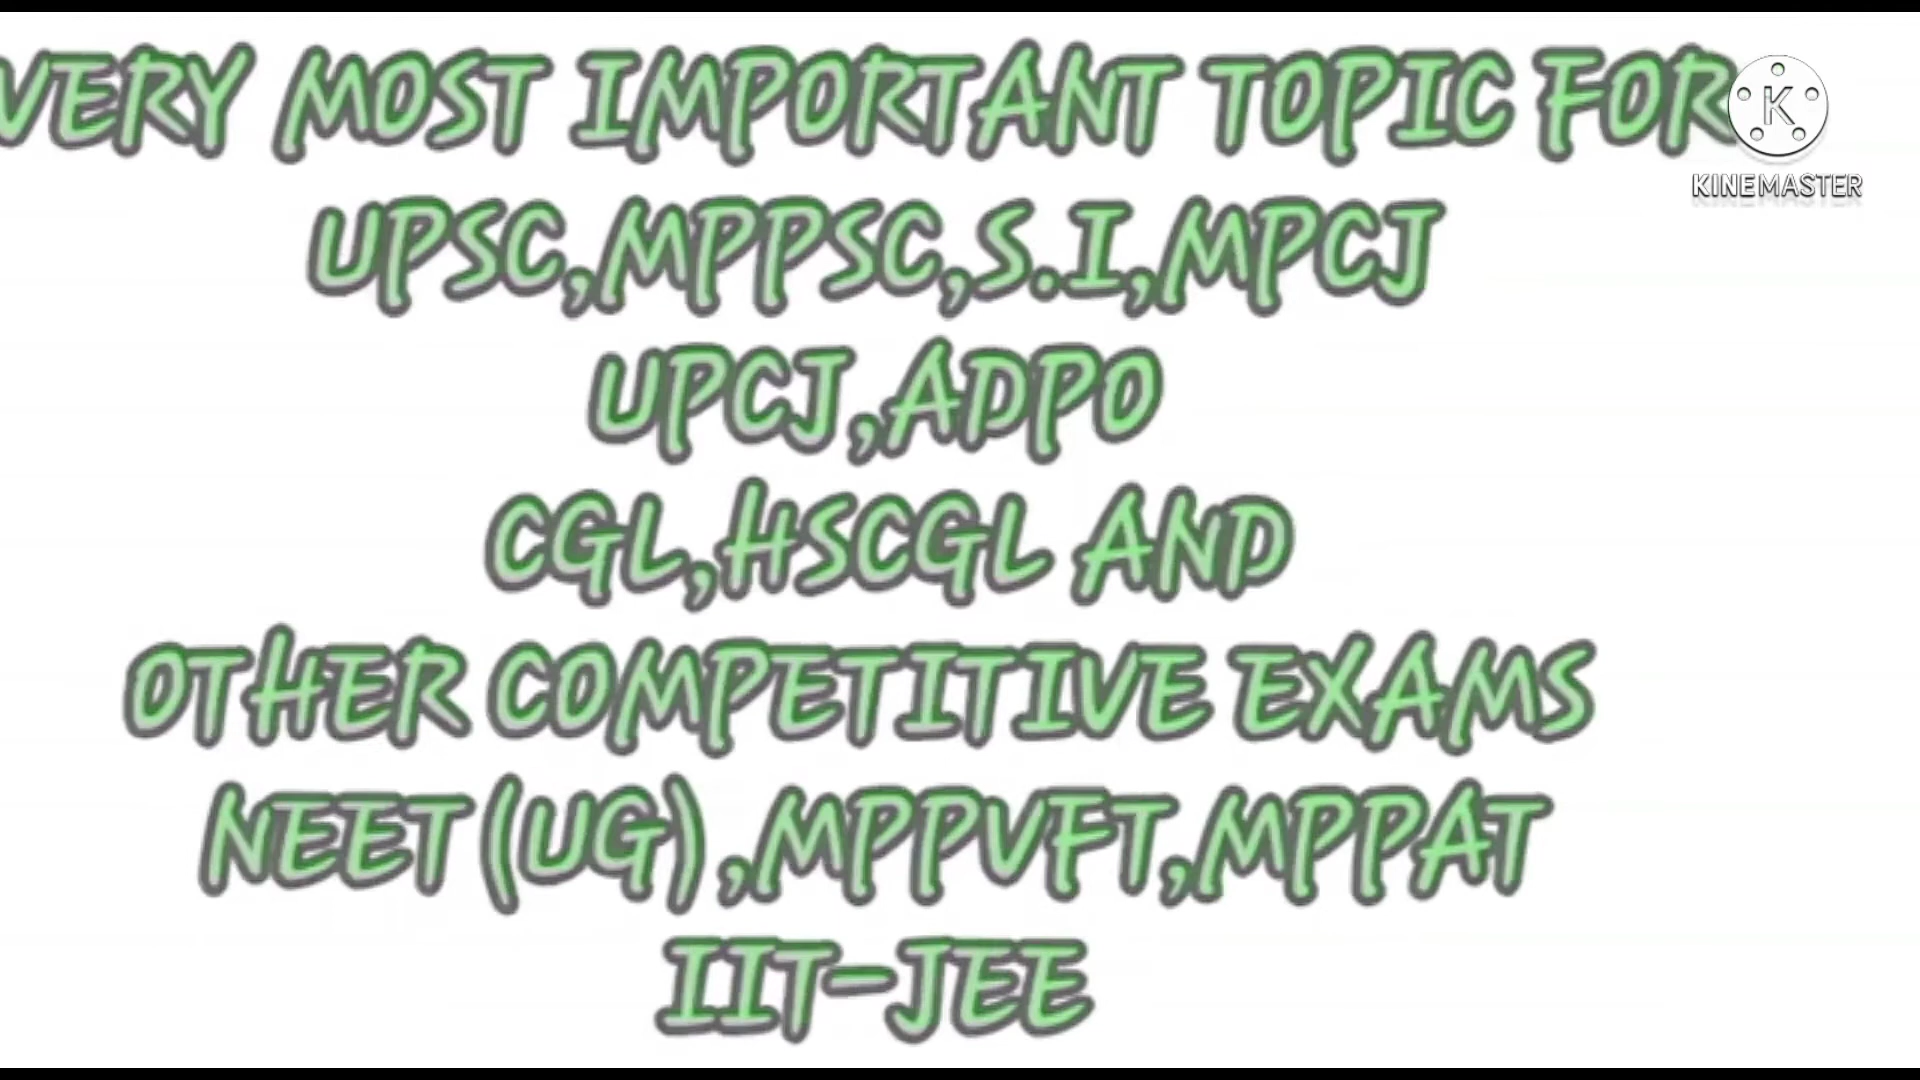 VERY MOST IMPORTANT TOPIC FOR
K
KINEMASTER
UPSC,MPPSC,S.I,MPCJ
UPCJ,ADPO
CGL,HSCGL AND
OTHER COMPETITIVE EXAMS
NEET(UG),MPPVFT,MPPAT
IIT-JEE